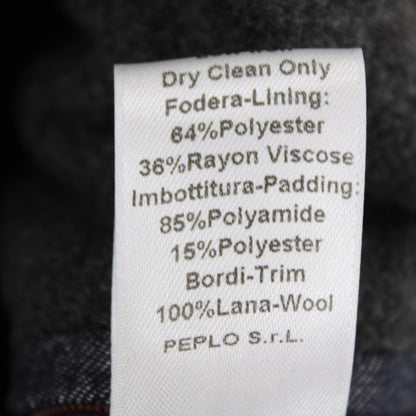 Dry Clean Only
Fodera-Lining:
64%Polyester
36%Rayon Viscose
Imbottitura-Padding:
85%Polyamide
15%Polyester
Bordi-Trim
100%Lana-Wool
PEPLO S.r.L.